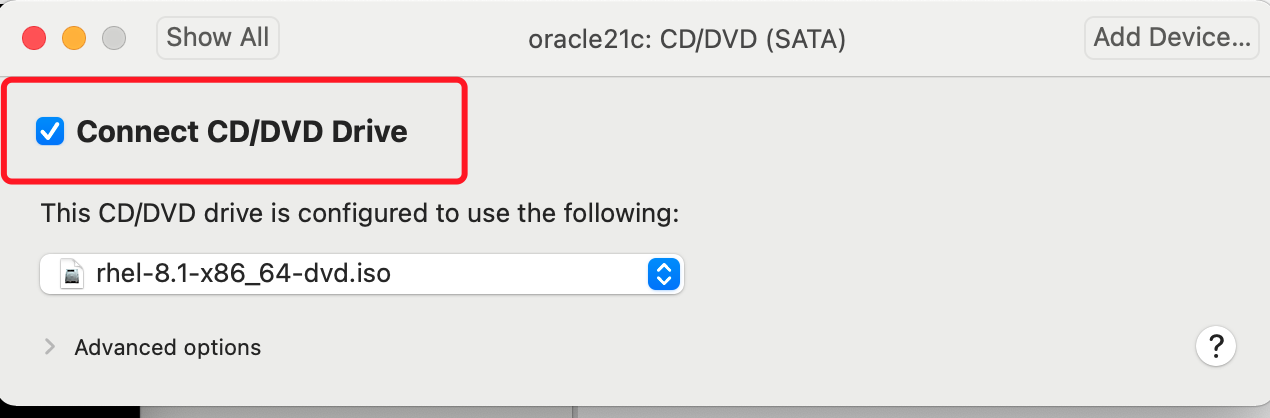 Show All
oracle21c: CD/DVD (SATA)
Add Device...
Connect CD/DVD Drive
This CD/DVD drive is configured to use the following:
rhel-8.1-x86_64-dvd.iso
Advanced options
?